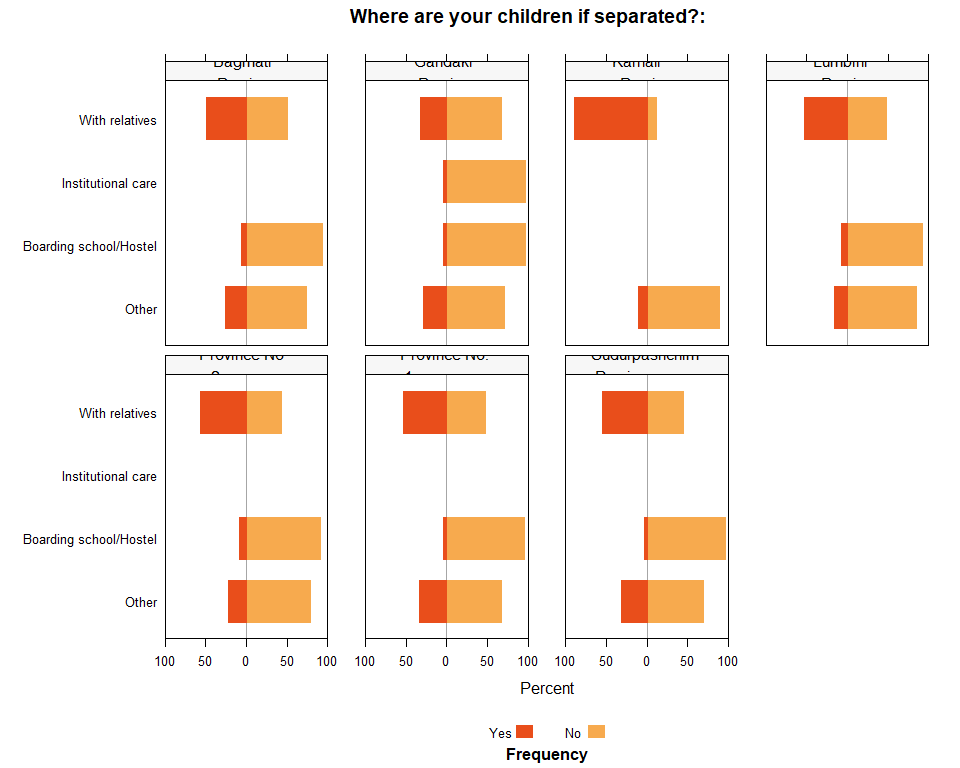 Where are your children if separated?:
Bagmati Gandaki Karnali Lumbini
With relatives
Institutional care
Boarding school/Hostel
Other
Province No Province No.
With relatives
Institutional care
Boarding school/Hostel
Other
100 50 0 50 100 100 50 0 50 100 100 50 0 50 100
Percent
Yes No
Frequency